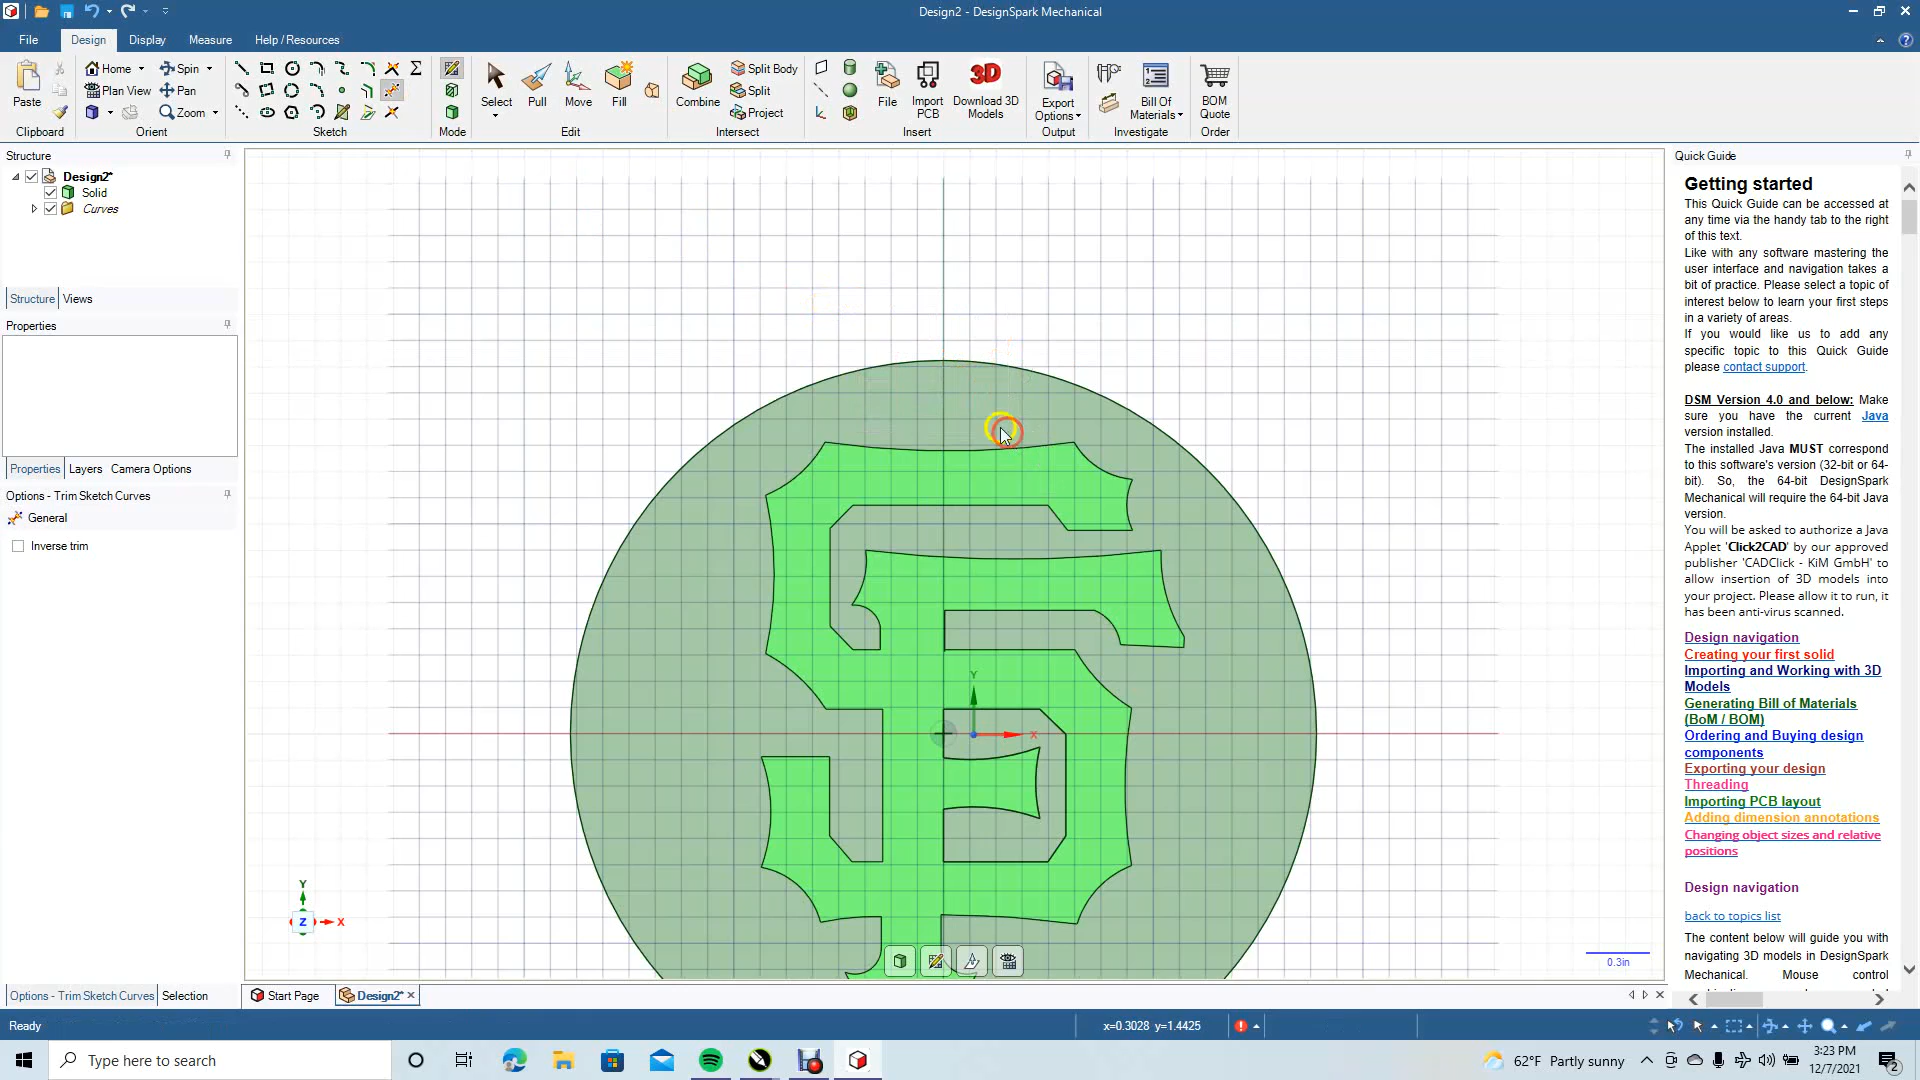 Design2 - DesignSpark Mechanical
File
Design
Display
Measure
Help / Resources
Paste
Clipboard
Home
Spin
Plan View
Pan
Zoom
Orient
Sketch
Mode
Select
Pull
Move
Fill
Edit
Combine
Split Body
Split
Project
Intersect
File
Import PCB
Download 3D Models
Insert
Export Options
Output
Bill Of Materials
Investigate
BOM Quote
Order
Structure
Design2*
Solid
Curves
Structure
Views
Properties
Properties
Layers
Camera Options
Options - Trim Sketch Curves
General
Inverse trim
Y
X
Y
Z
X
0.3in
Quick Guide
Getting started
This Quick Guide can be accessed at
any time via the handy tab to the right
of this text.
Like with any software mastering the
user interface and navigation takes a
bit of practice. Please select a topic of
interest below to learn your first steps
in a variety of areas.
If you would like us to add any
specific topic to this Quick Guide
please contact support.
DSM Version 4.0 and below: Make
sure you have the current Java
version installed.
The installed Java MUST correspond
to this software's version (32-bit or 64-
bit). So, the 64-bit DesignSpark
Mechanical will require the 64-bit Java
version.
You will be asked to authorize a Java
Applet 'Click2CAD' by our approved
publisher 'CADClick - KiM GmbH' to
allow insertion of 3D models into
your project. Please allow it to run, it
has been anti-virus scanned.
Design navigation
Creating your first solid
Importing and Working with 3D
Models
Generating Bill of Materials
(BoM / BOM)
Ordering and Buying design
components
Exporting your design
Threading
Importing PCB layout
Adding dimension annotations
Changing object sizes and relative
positions
Design navigation
back to topics list
The content below will guide you with
navigating 3D models in DesignSpark
Mechanical. Mouse control
Options - Trim Sketch Curves
Selection
Start Page
Design2*
Ready
x=0.3028 y=1.4425
Type here to search
62°F Partly sunny
3:23 PM
12/7/2021
2